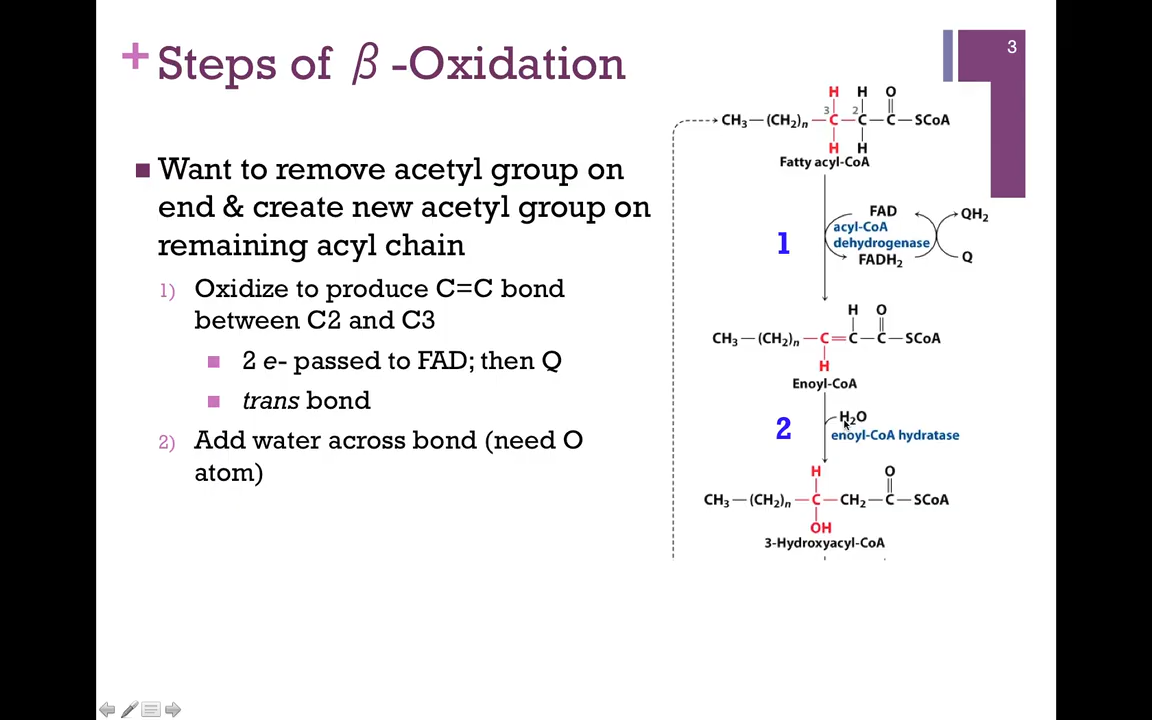 + Steps of β -Oxidation
3
■ Want to remove acetyl group on
end & create new acetyl group on
remaining acyl chain
1) Oxidize to produce C=C bond
between C2 and C3
■ 2 e- passed to FAD; then Q
■ trans bond
2) Add water across bond (need O
atom)
H H O
3 2
CH₃—(CH₂)ₙ—C—C—C—SCoA
H H
Fatty acyl-CoA
1
FAD
QH₂
acyl-CoA
dehydrogenase
FADH₂
Q
H O
CH₃—(CH₂)ₙ—C=C—C—SCoA
H
Enoyl-CoA
2
H₂O
enoyl-CoA hydratase
H O
CH₃—(CH₂)ₙ—C—CH₂—C—SCoA
OH
3-Hydroxyacyl-CoA